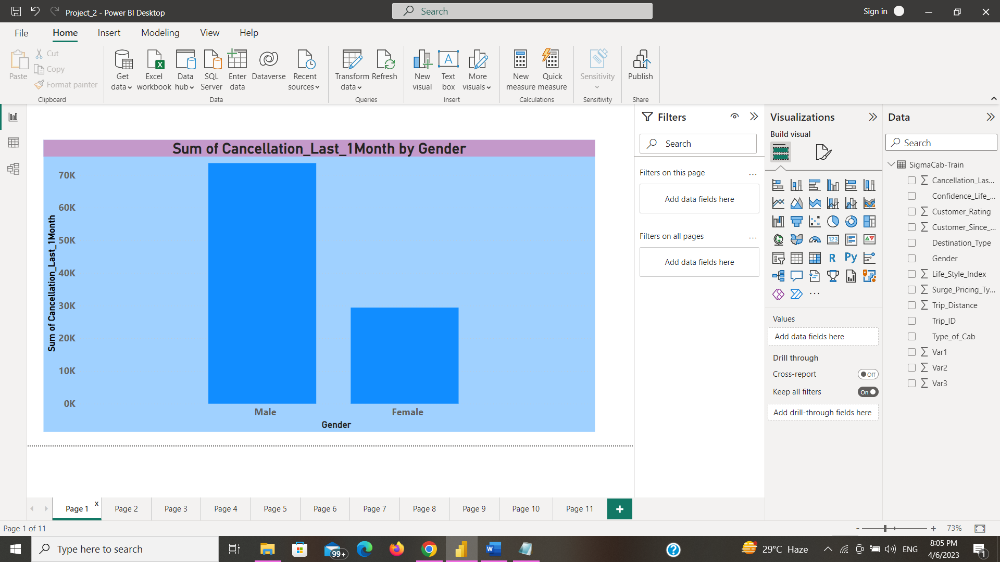 Project_2 - Power BI Desktop
Search
Sign in
File
Home
Insert
Modeling
View
Help
Paste
Cut
Copy
Format painter
Clipboard
Get data
Excel workbook
Data hub
SQL Server
Enter data
Dataverse
Recent sources
Data
Transform data
Refresh
Queries
New visual
Text box
More visuals
Insert
New measure
Quick measure
Calculations
Sensitivity
Sensitivity
Publish
Share
Sum of Cancellation_Last_1Month by Gender
Sum of Cancellation_Last_1Month
70K
60K
50K
40K
30K
20K
10K
0K
Male
Female
Gender
Filters
Search
Filters on this page
...
Add data fields here
Filters on all pages
...
Add data fields here
Visualizations
Build visual
123
R
Py
...
Values
Add data fields here
Drill through
Cross-report
Off
Keep all filters
On
Add drill-through fields here
Data
Search
SigmaCab-Train
Cancellation_Las...
Confidence_Life_...
Customer_Rating
Customer_Since_...
Destination_Type
Gender
Life_Style_Index
Surge_Pricing_Ty...
Trip_Distance
Trip_ID
Type_of_Cab
Var1
Var2
Var3
Page 1
x
Page 2
Page 3
Page 4
Page 5
Page 6
Page 7
Page 8
Page 9
Page 10
Page 11
+
Page 1 of 11
- + 73%
Type here to search
99+
29°C Haze
ENG
8:05 PM
4/6/2023
1